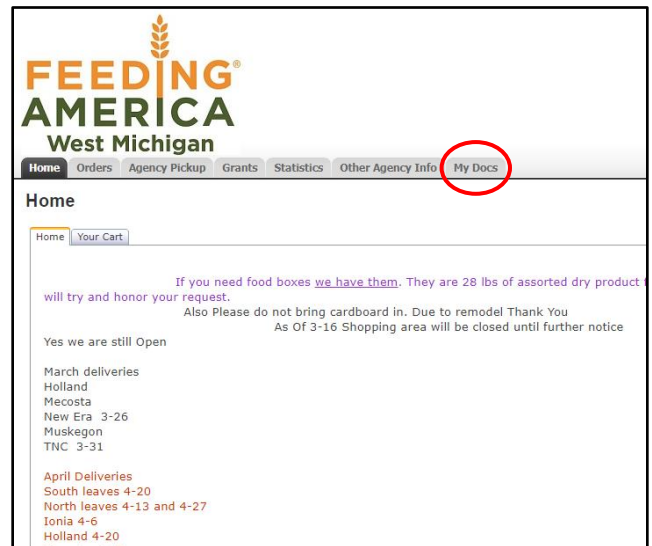 FEEDING®
AMERICA
West Michigan
Home Orders Agency Pickup Grants Statistics Other Agency Info My Docs
Home
Home Your Cart
If you need food boxes we have them. They are 28 lbs of assorted dry product
will try and honor your request.
Also Please do not bring cardboard in. Due to remodel Thank You
As Of 3-16 Shopping area will be closed until further notice
Yes we are still Open
March deliveries
Holland
Mecosta
New Era 3-26
Muskegon
TNC 3-31
April Deliveries
South leaves 4-20
North leaves 4-13 and 4-27
Ionia 4-6
Holland 4-20